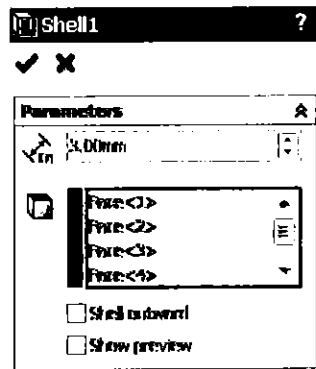 Shell1 ?
Parameters
3.00mm
Face<1>
Face<2>
Face<3>
Face<4>
Shell outward
Show preview